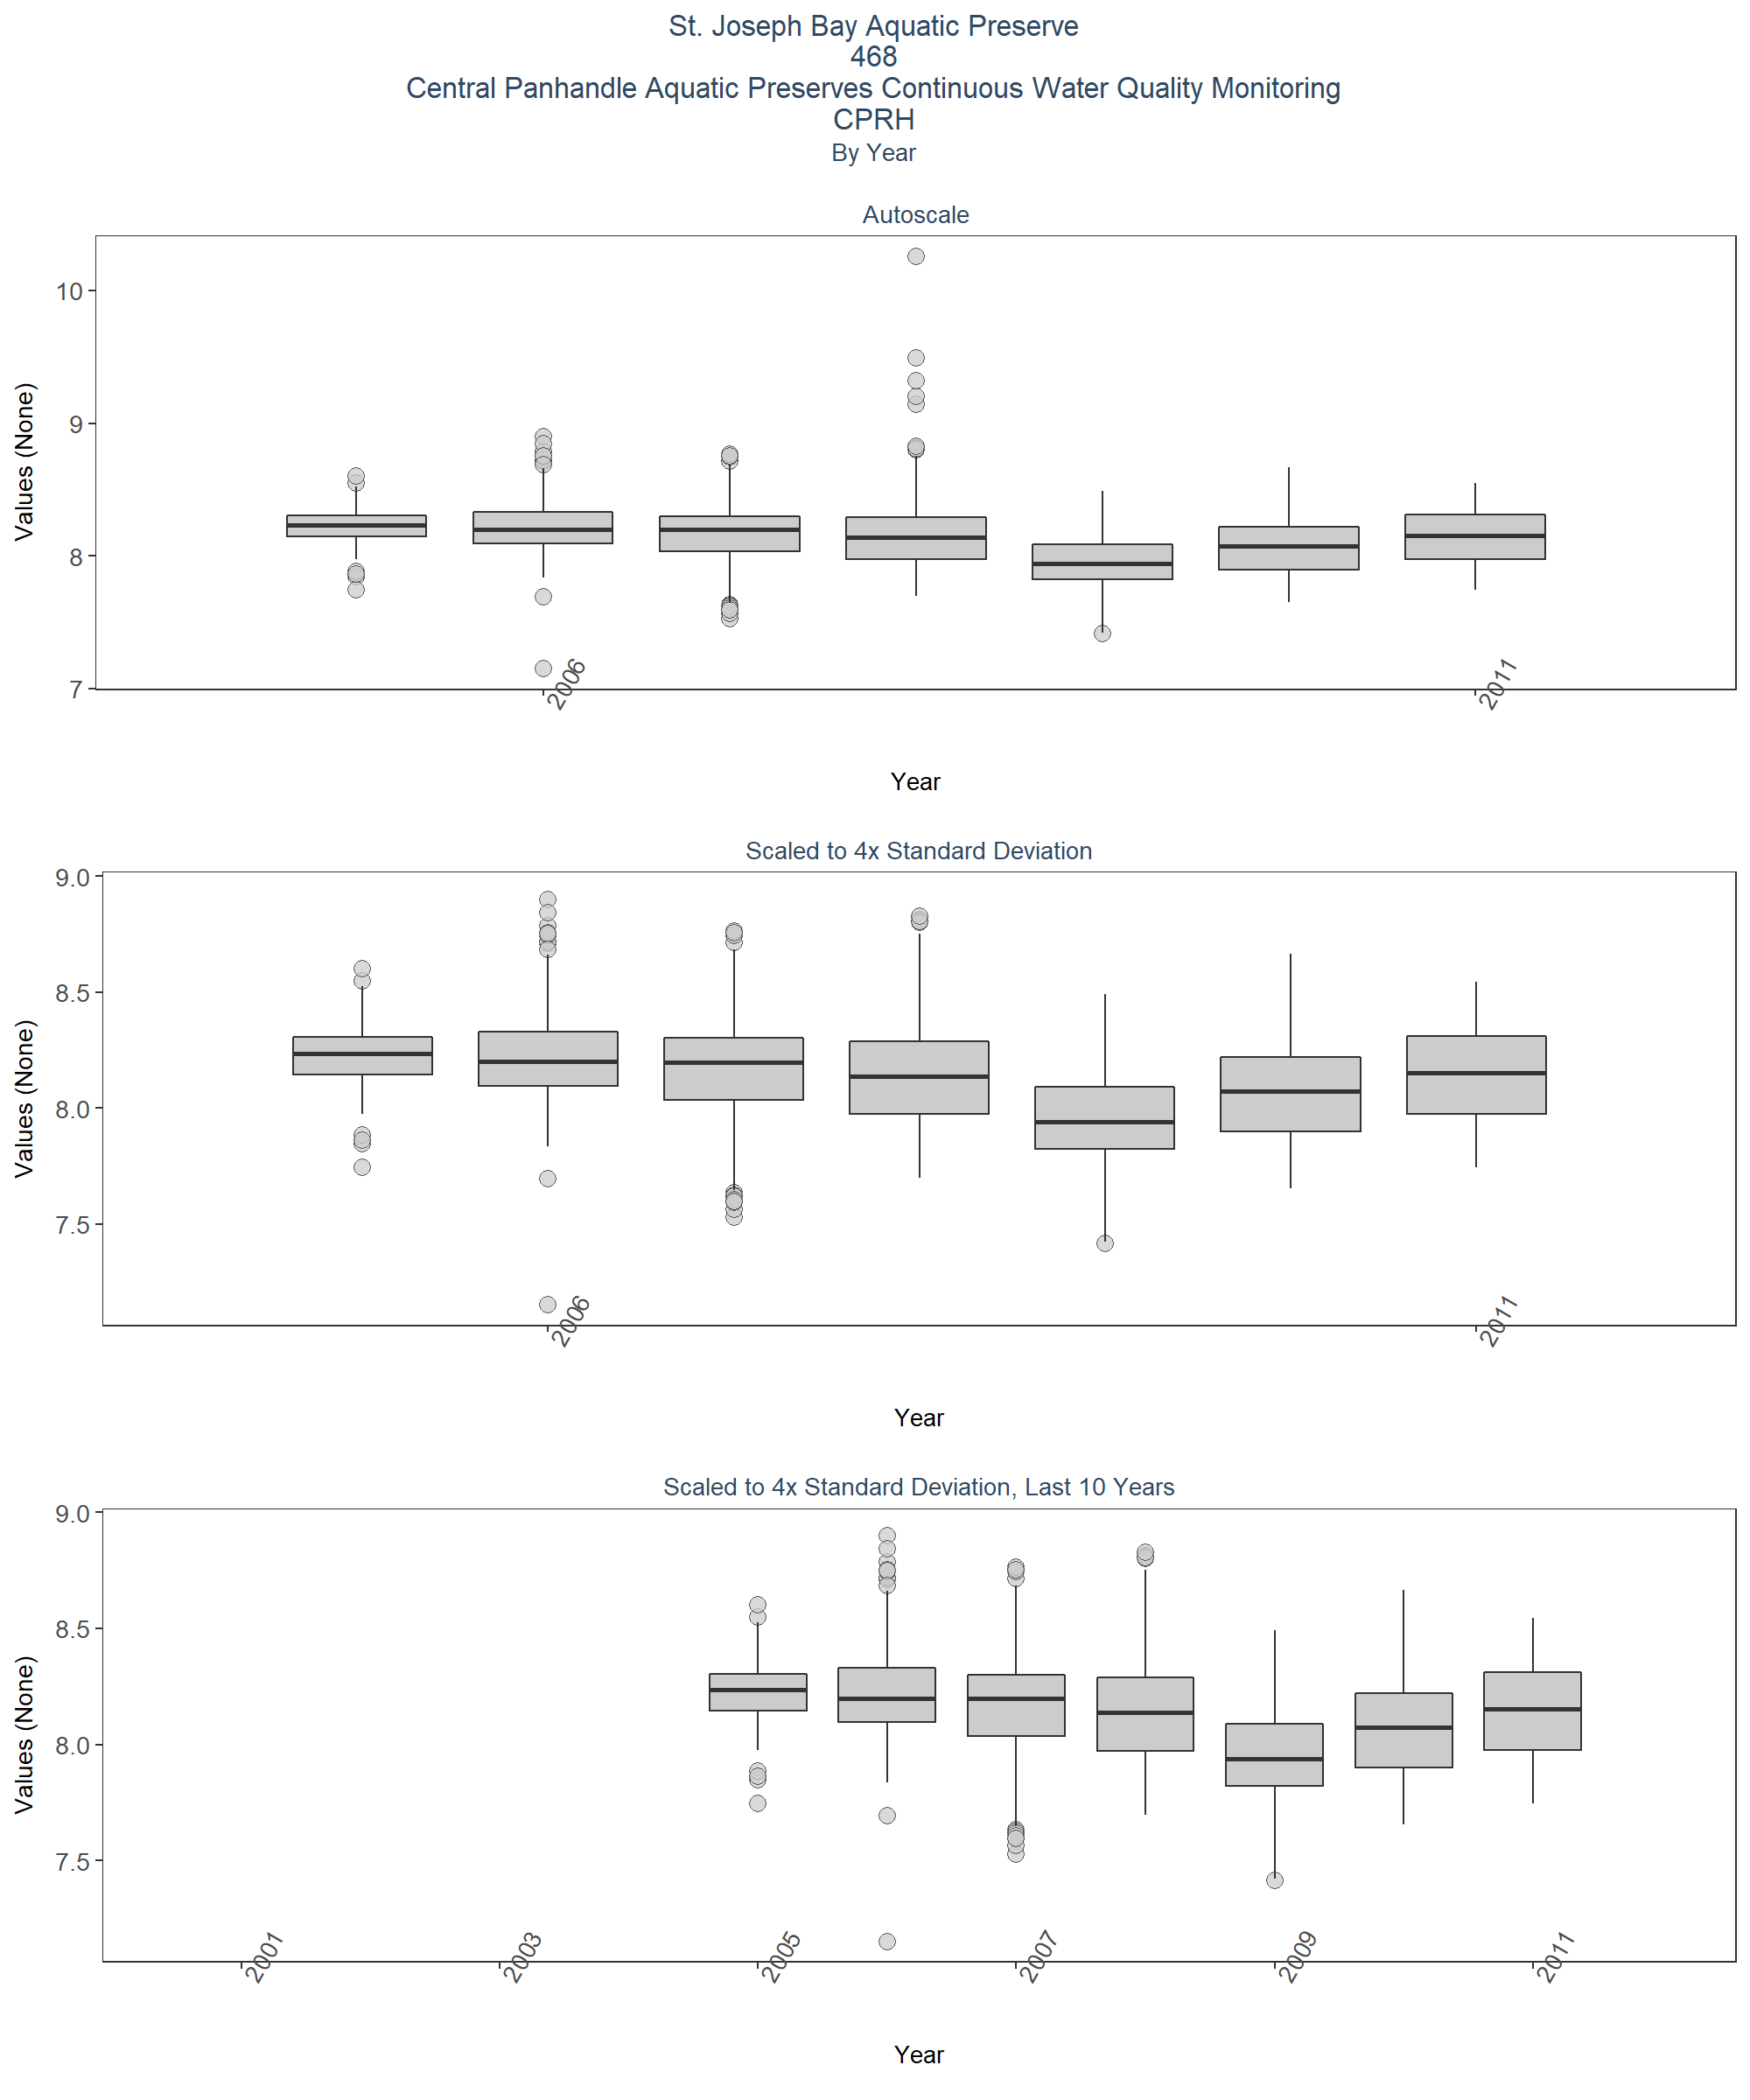 St. Joseph Bay Aquatic Preserve
468
Central Panhandle Aquatic Preserves Continuous Water Quality Monitoring
CPRH
By Year
Autoscale
Values (None)
10
9
8
7
2006
2011
Year
Scaled to 4x Standard Deviation
Values (None)
9.0
8.5
8.0
7.5
2006
2011
Year
Scaled to 4x Standard Deviation, Last 10 Years
Values (None)
9.0
8.5
8.0
7.5
2001
2003
2005
2007
2009
2011
Year